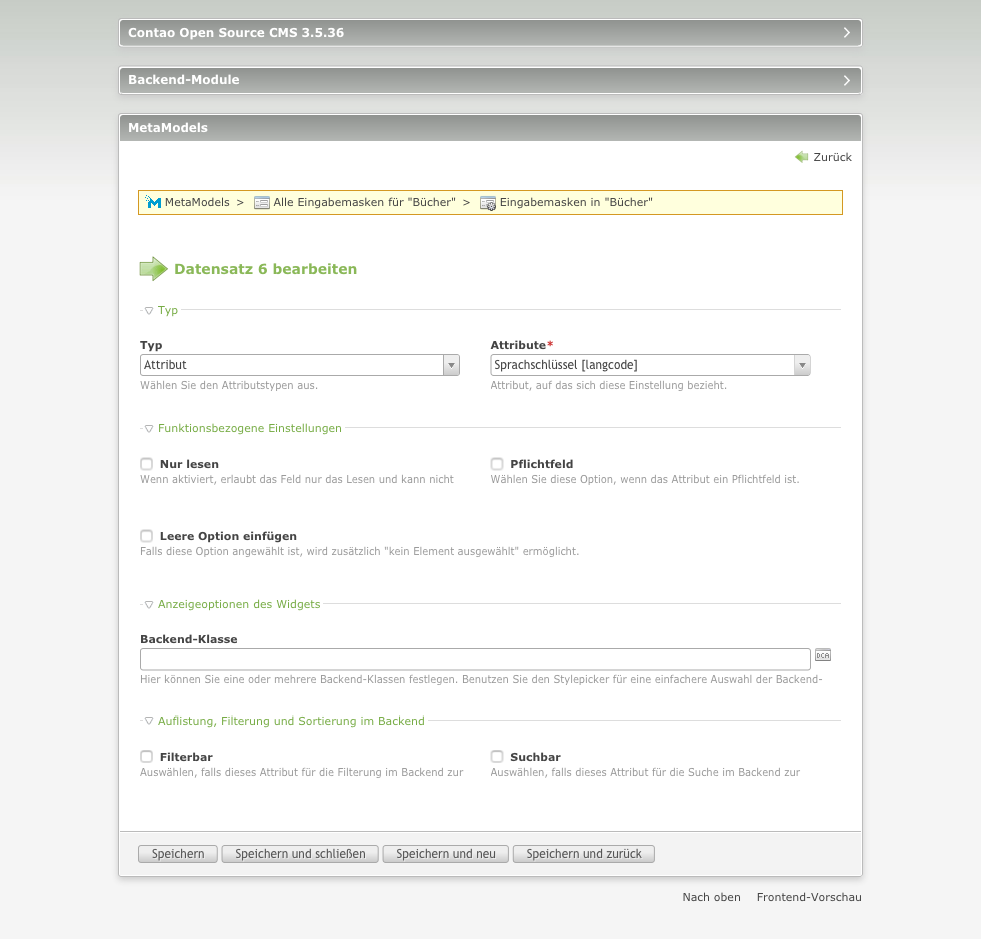 Contao Open Source CMS 3.5.36
Backend-Module
MetaModels
Zurück
MetaModels > Alle Eingabemasken für "Bücher" > Eingabemasken in "Bücher"
Datensatz 6 bearbeiten
Typ
Typ Attribute*
Attribut Sprachschlüssel [langcode]
Wählen Sie den Attributstypen aus. Attribut, auf das sich diese Einstellung bezieht.
Funktionsbezogene Einstellungen
Nur lesen Pflichtfeld
Wenn aktiviert, erlaubt das Feld nur das Lesen und kann nicht Wählen Sie diese Option, wenn das Attribut ein Pflichtfeld ist.
Leere Option einfügen
Falls diese Option angewählt ist, wird zusätzlich "kein Element ausgewählt" ermöglicht.
Anzeigeoptionen des Widgets
Backend-Klasse
DCA
Hier können Sie eine oder mehrere Backend-Klassen festlegen. Benutzen Sie den Stylepicker für eine einfachere Auswahl der Backend-
Auflistung, Filterung und Sortierung im Backend
Filterbar Suchbar
Auswählen, falls dieses Attribut für die Filterung im Backend zur Auswählen, falls dieses Attribut für die Suche im Backend zur
Speichern Speichern und schließen Speichern und neu Speichern und zurück
Nach oben Frontend-Vorschau